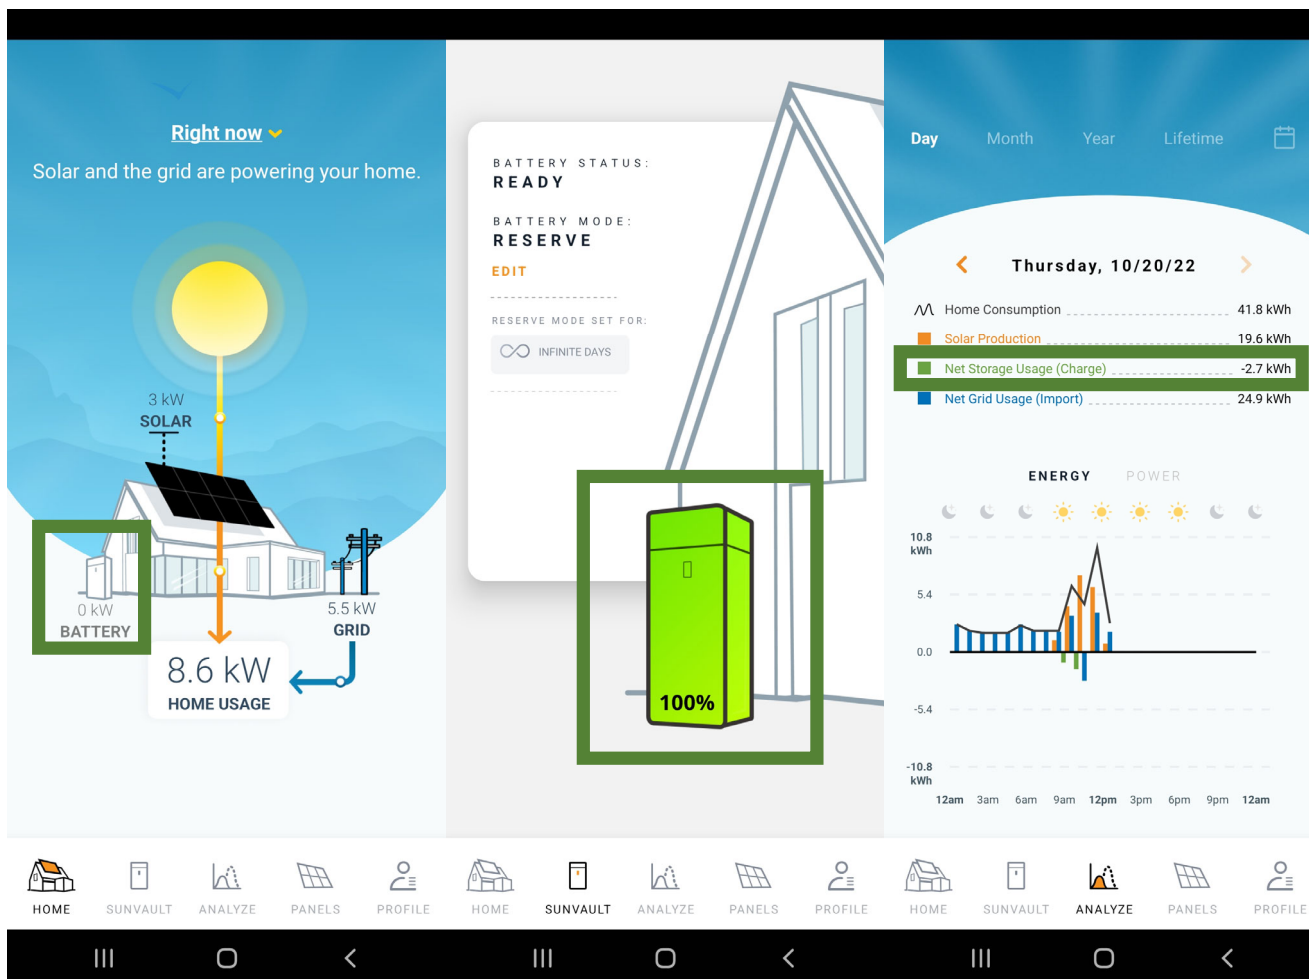 Right now
Solar and the grid are powering your home.
3 kW
SOLAR
0 kW
BATTERY
5.5 kW
GRID
8.6 kW
HOME USAGE
HOME
SUNVAULT
ANALYZE
PANELS
PROFILE
BATTERY STATUS:
READY
BATTERY MODE:
RESERVE
EDIT
RESERVE MODE SET FOR:
INFINITE DAYS
100%
HOME
SUNVAULT
ANALYZE
PANELS
PROFILE
Day Month Year Lifetime
Thursday, 10/20/22
Home Consumption 41.8 kWh
Solar Production 19.6 kWh
Net Storage Usage (Charge) -2.7 kWh
Net Grid Usage (Import) 24.9 kWh
ENERGY POWER
10.8
kWh
5.4
0.0
-5.4
-10.8
kWh
12am 3am 6am 9am 12pm 3pm 6pm 9pm 12am
HOME
SUNVAULT
ANALYZE
PANELS
PROFILE